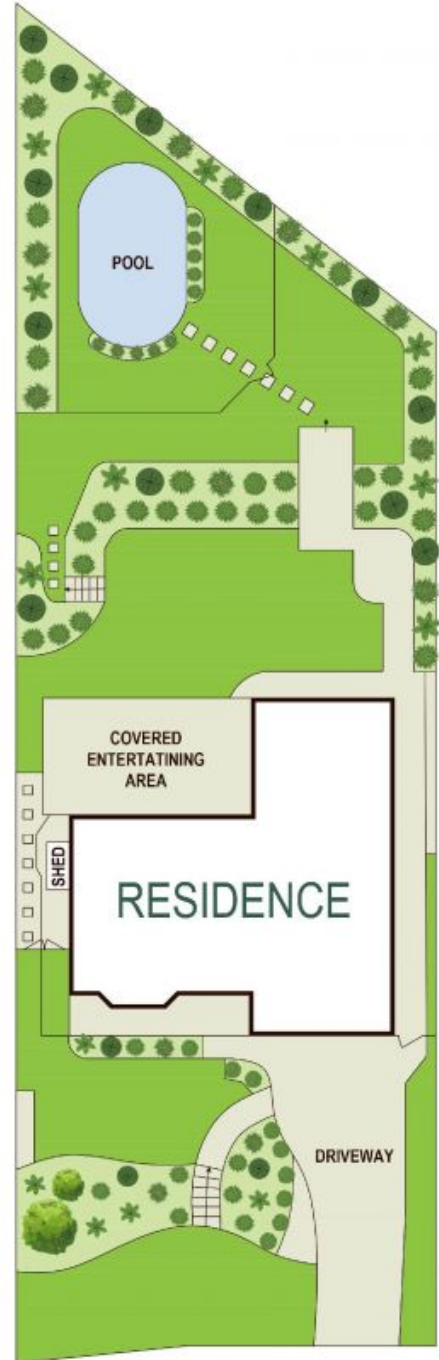 POOL
COVERED
ENTERTATINING
AREA
SHED
RESIDENCE
DRIVEWAY